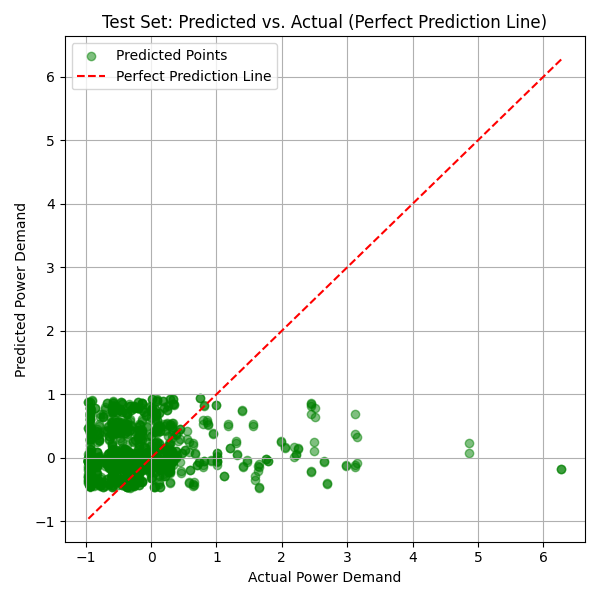 Test Set: Predicted vs. Actual (Perfect Prediction Line)
Predicted Points
Perfect Prediction Line
6
5
4
3
2
1
0
−1
Predicted Power Demand
−1 0 1 2 3 4 5 6
Actual Power Demand